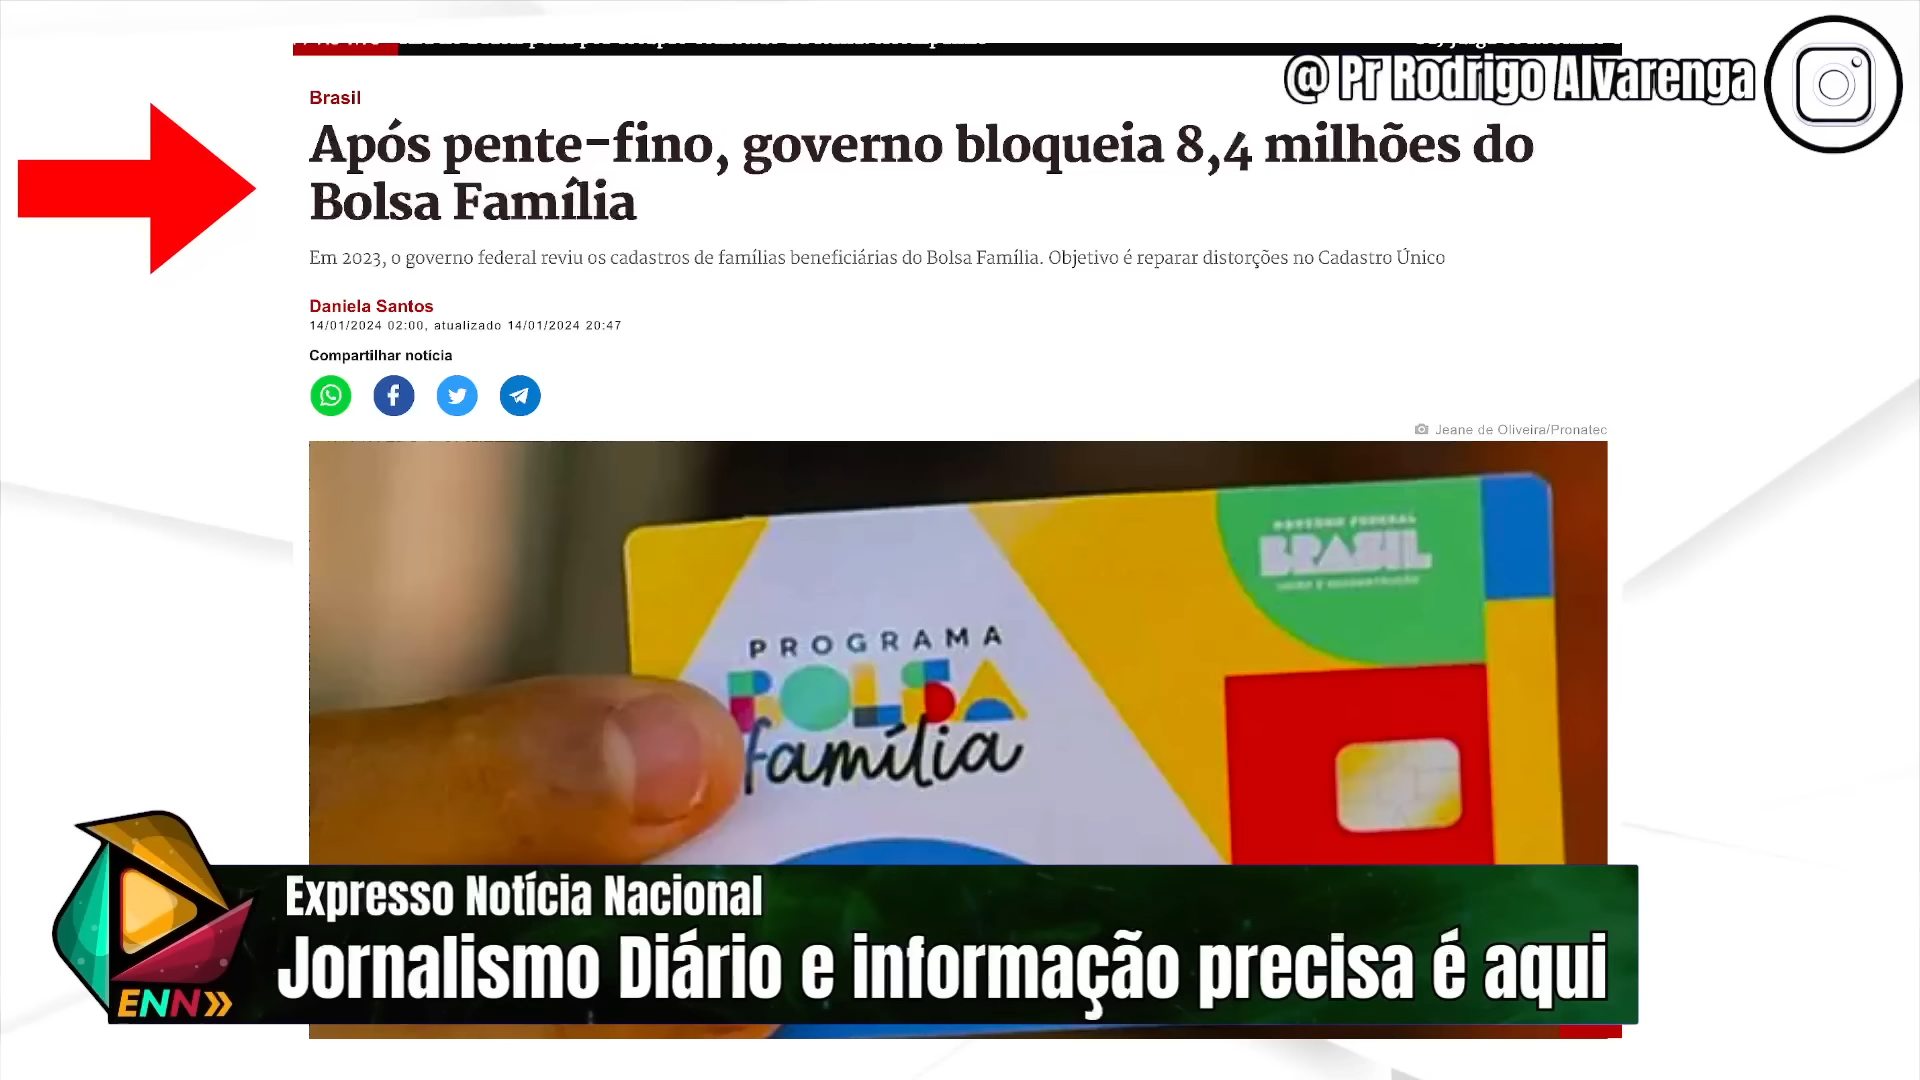 @ Pr Rodrigo Alvarenga
Brasil
Após pente-fino, governo bloqueia 8,4 milhões do
Bolsa Família
Em 2023, o governo federal reviu os cadastros de famílias beneficiárias do Bolsa Família. Objetivo é reparar distorções no Cadastro Único
Daniela Santos
14/01/2024 02:00, atualizado 14/01/2024 20:47
Compartilhar notícia
Jeane de Oliveira/Pronatec
GOVERNO FEDERAL
BRASIL
PROGRAMA
BOLSA
família
Expresso Notícia Nacional
Jornalismo Diário e informação precisa é aqui
ENN